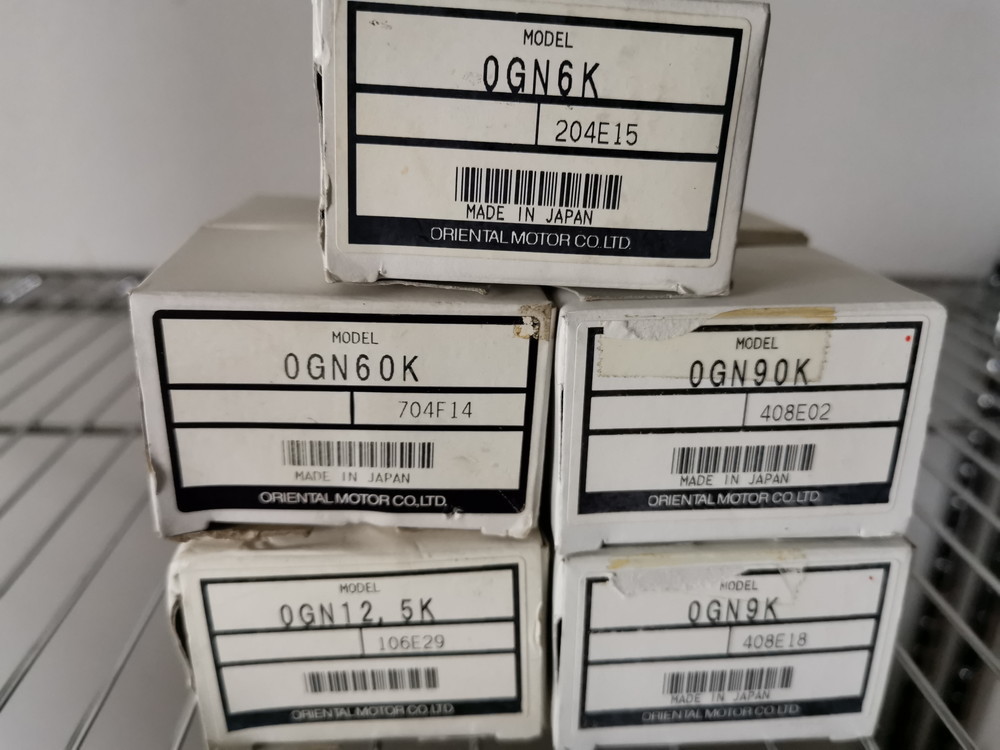 MODEL
0GN6K
204E15
MADE IN JAPAN
ORIENTAL MOTOR CO.LTD.
MODEL
0GN60K
704F14
MADE IN JAPAN
ORIENTAL MOTOR CO.,LTD.
MODEL
0GN90K
408E02
MADE IN JAPAN
ORIENTAL MOTOR CO.LTD.
MODEL
0GN12,5K
106E29
ORIENTAL MOTOR CO.LTD.
MODEL
0GN9K
408E18
MADE IN JAPAN
ORIENTAL MOTOR CO.LTD.